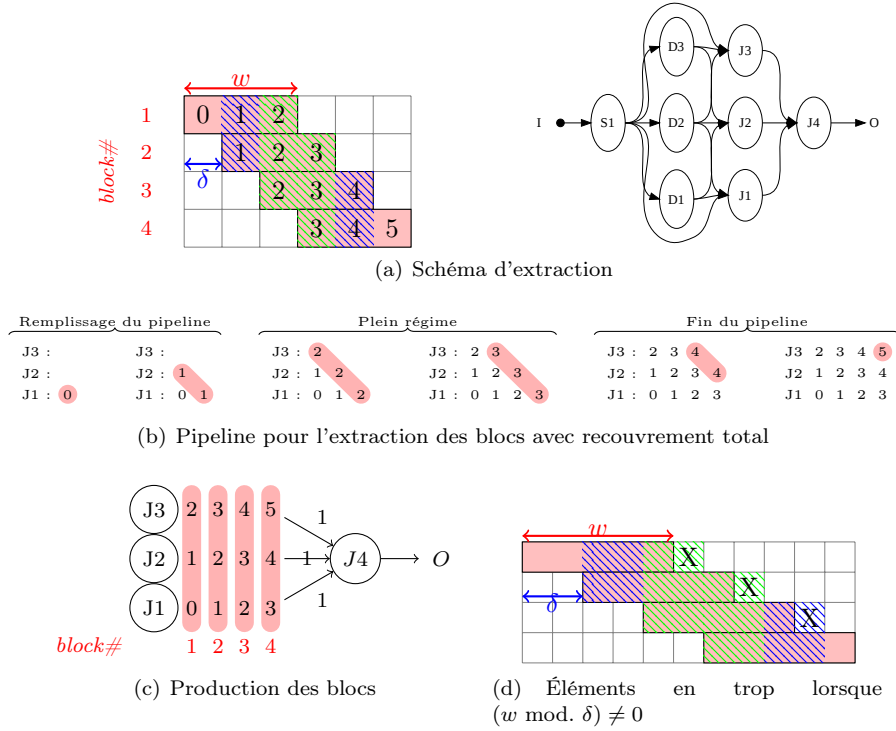 w
1 0 1 2
2 1 2 3
3 2 3 4
4 3 4 5
block#
δ
D3 J3
I S1 D2 J2 J4 O
D1 J1
(a) Schéma d'extraction
Remplissage du pipeline Plein régime Fin du pipeline
J3 : J3 : J3 : 2 J3 : 2 3 J3 : 2 3 4 J3 2 3 4 5
J2 : J2 : 1 J2 : 1 2 J2 : 1 2 3 J2 : 1 2 3 4 J2 : 1 2 3 4
J1 : 0 J1 : 0 1 J1 : 0 1 2 J1 : 0 1 2 3 J1 : 0 1 2 3 J1 : 0 1 2 3
(b) Pipeline pour l'extraction des blocs avec recouvrement total
J3 2 3 4 5 1
J2 1 2 3 4 1 J4 O
J1 0 1 2 3 1
block# 1 2 3 4
(c) Production des blocs
w
X
X
δ
X
(d) Éléments en trop lorsque
(w mod. δ) ≠ 0